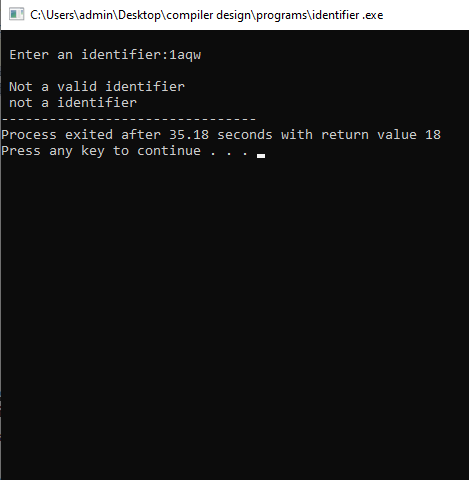 C:\Users\admin\Desktop\compiler design\programs\identifier .exe
Enter an identifier:1aqw
Not a valid identifier
not a identifier
--------------------------------
Process exited after 35.18 seconds with return value 18
Press any key to continue . . .